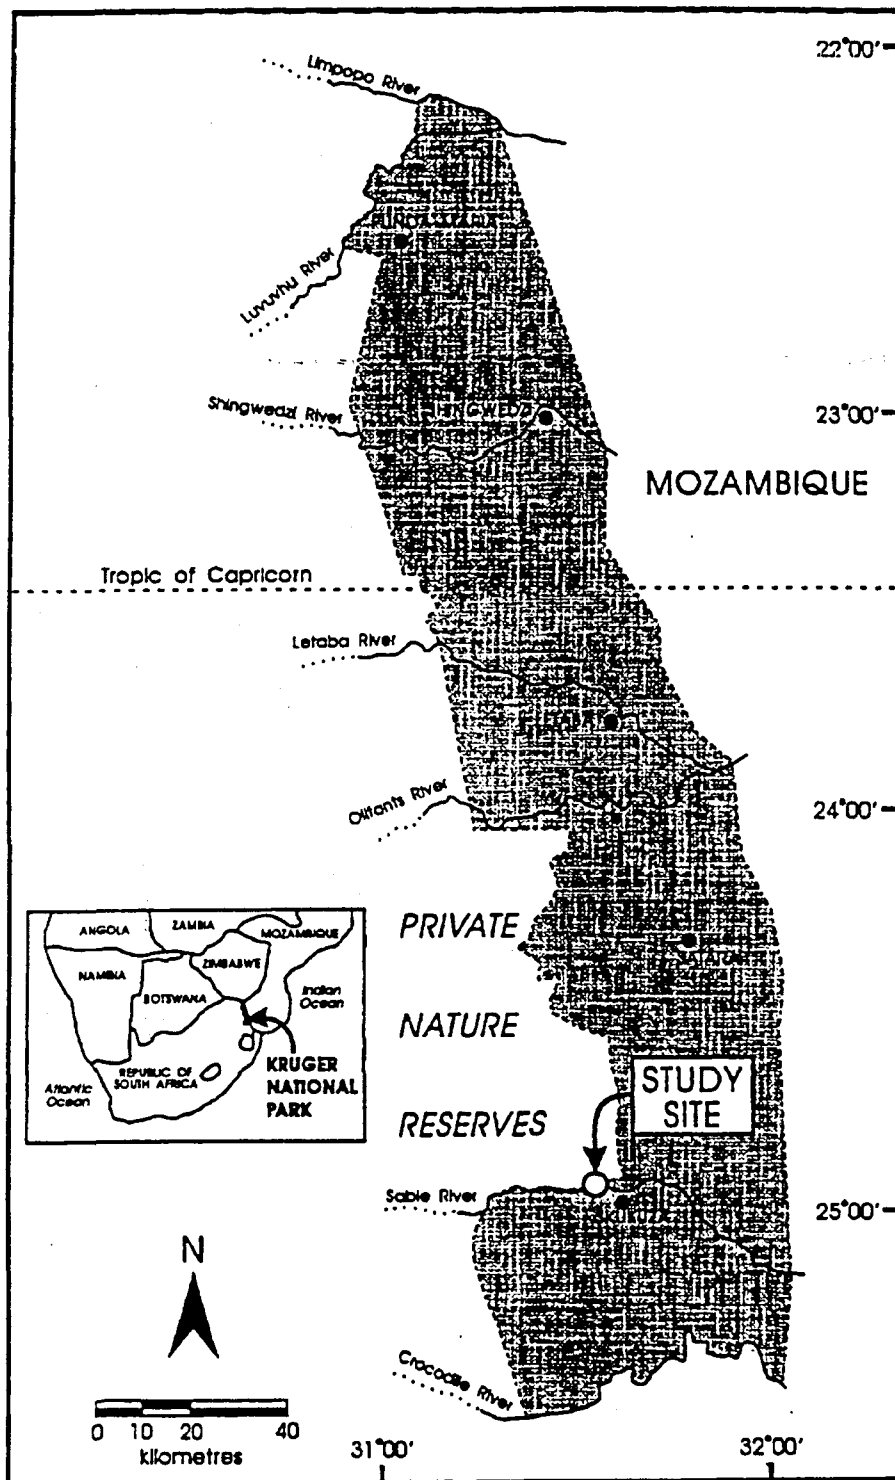 22°00'
Limpopo River
Luvuvhu River
Shingwedzi River
23°00'
MOZAMBIQUE
Tropic of Capricorn
Letaba River
Olifants River
24°00'
PRIVATE
NATURE
RESERVES
ANGOLA
ZAMBIA
MOZAMBIQUE
ZIMBABWE
NAMIBIA
BOTSWANA
Indian
Ocean
REPUBLIC OF
SOUTH AFRICA
Atlantic
Ocean
KRUGER
NATIONAL
PARK
STUDY
SITE
Sabie River
25°00'
N
Crocodile River
0 10 20 40
kilometres
31°00'
32°00'